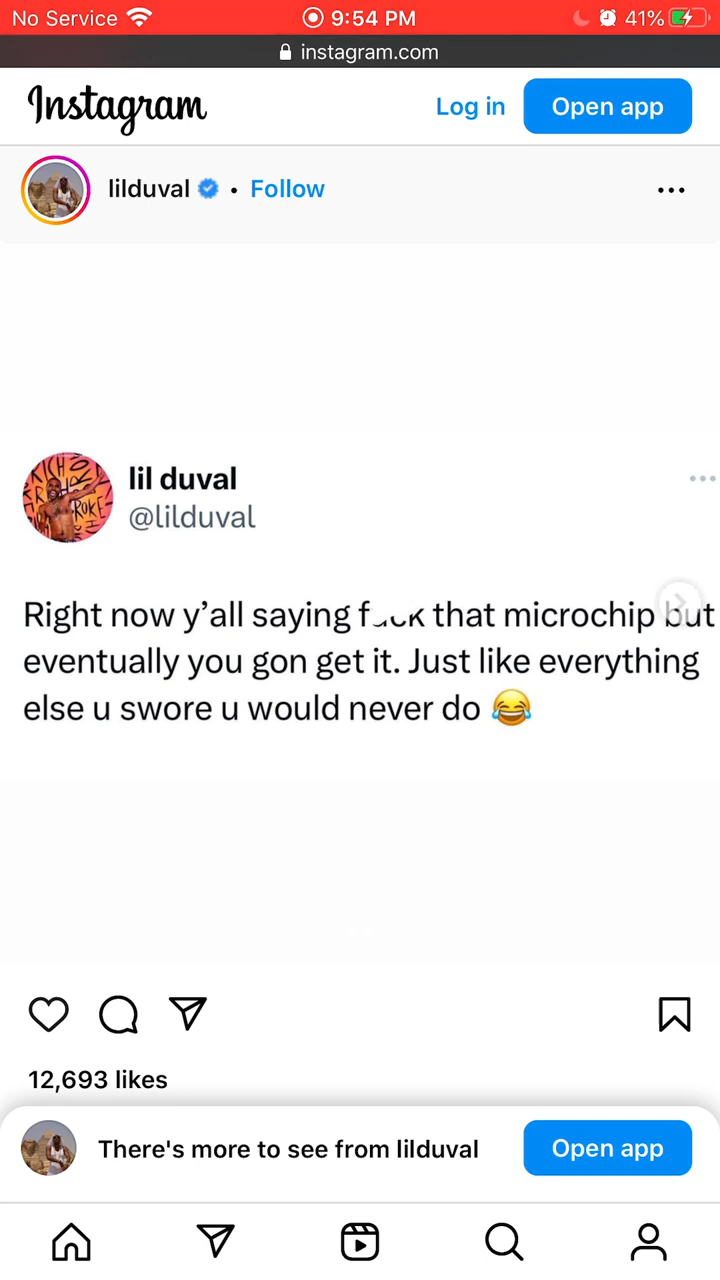 No Service 9:54 PM 41%
instagram.com
Instagram Log in Open app
lilduval • Follow
lil duval
@lilduval
Right now y’all saying that microchip but
eventually you gon get it. Just like everything
else u swore u would never do 😂
12,693 likes
There's more to see from lilduval Open app